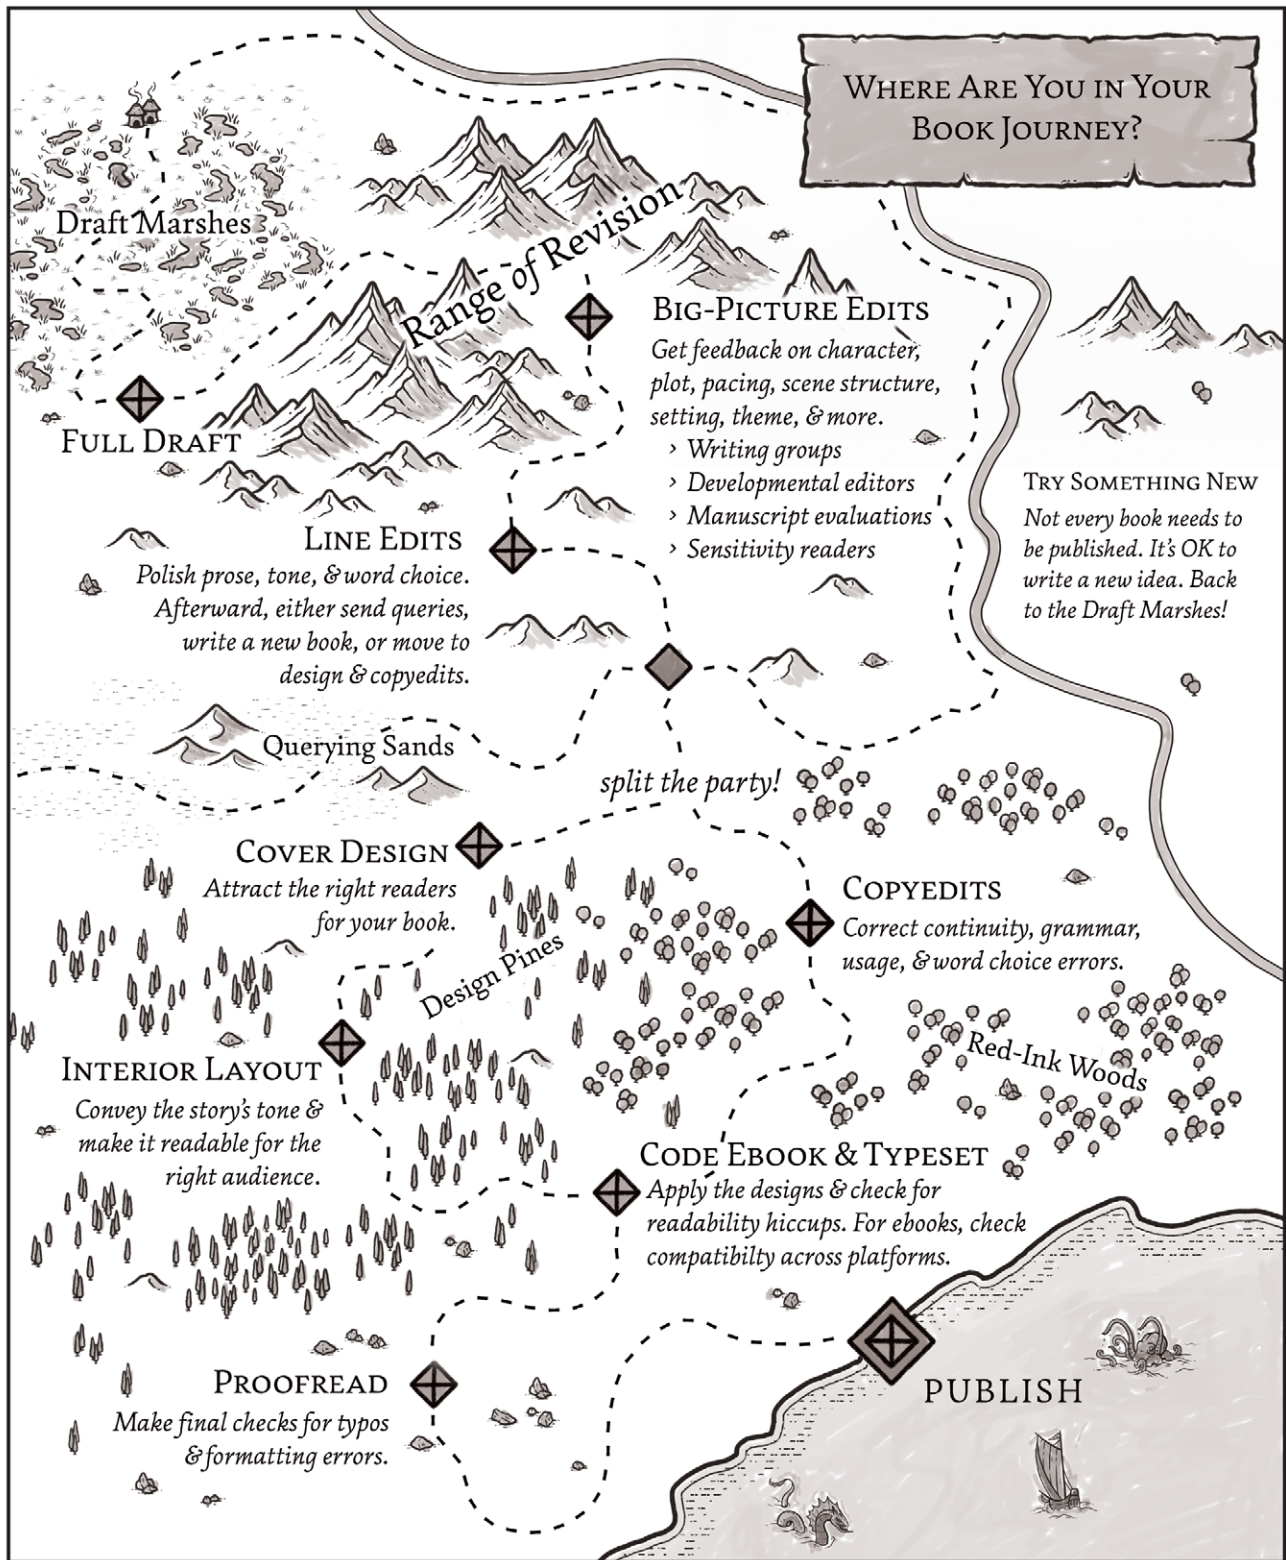 Where Are You in Your
Book Journey?
Draft Marshes
Range of Revision
Full Draft
Big-Picture Edits
Get feedback on character,
plot, pacing, scene structure,
setting, theme, & more.
› Writing groups
› Developmental editors
› Manuscript evaluations
› Sensitivity readers
Try Something New
Not every book needs to
be published. It's OK to
write a new idea. Back
to the Draft Marshes!
Line Edits
Polish prose, tone, & word choice.
Afterward, either send queries,
write a new book, or move to
design & copyedits.
Querying Sands
split the party!
Cover Design
Attract the right readers
for your book.
Copyedits
Correct continuity, grammar,
usage, & word choice errors.
Design Pines
Red-Ink Woods
Interior Layout
Convey the story's tone &
make it readable for the
right audience.
Code Ebook & Typeset
Apply the designs & check for
readability hiccups. For ebooks, check
compatibilty across platforms.
Proofread
Make final checks for typos
& formatting errors.
PUBLISH